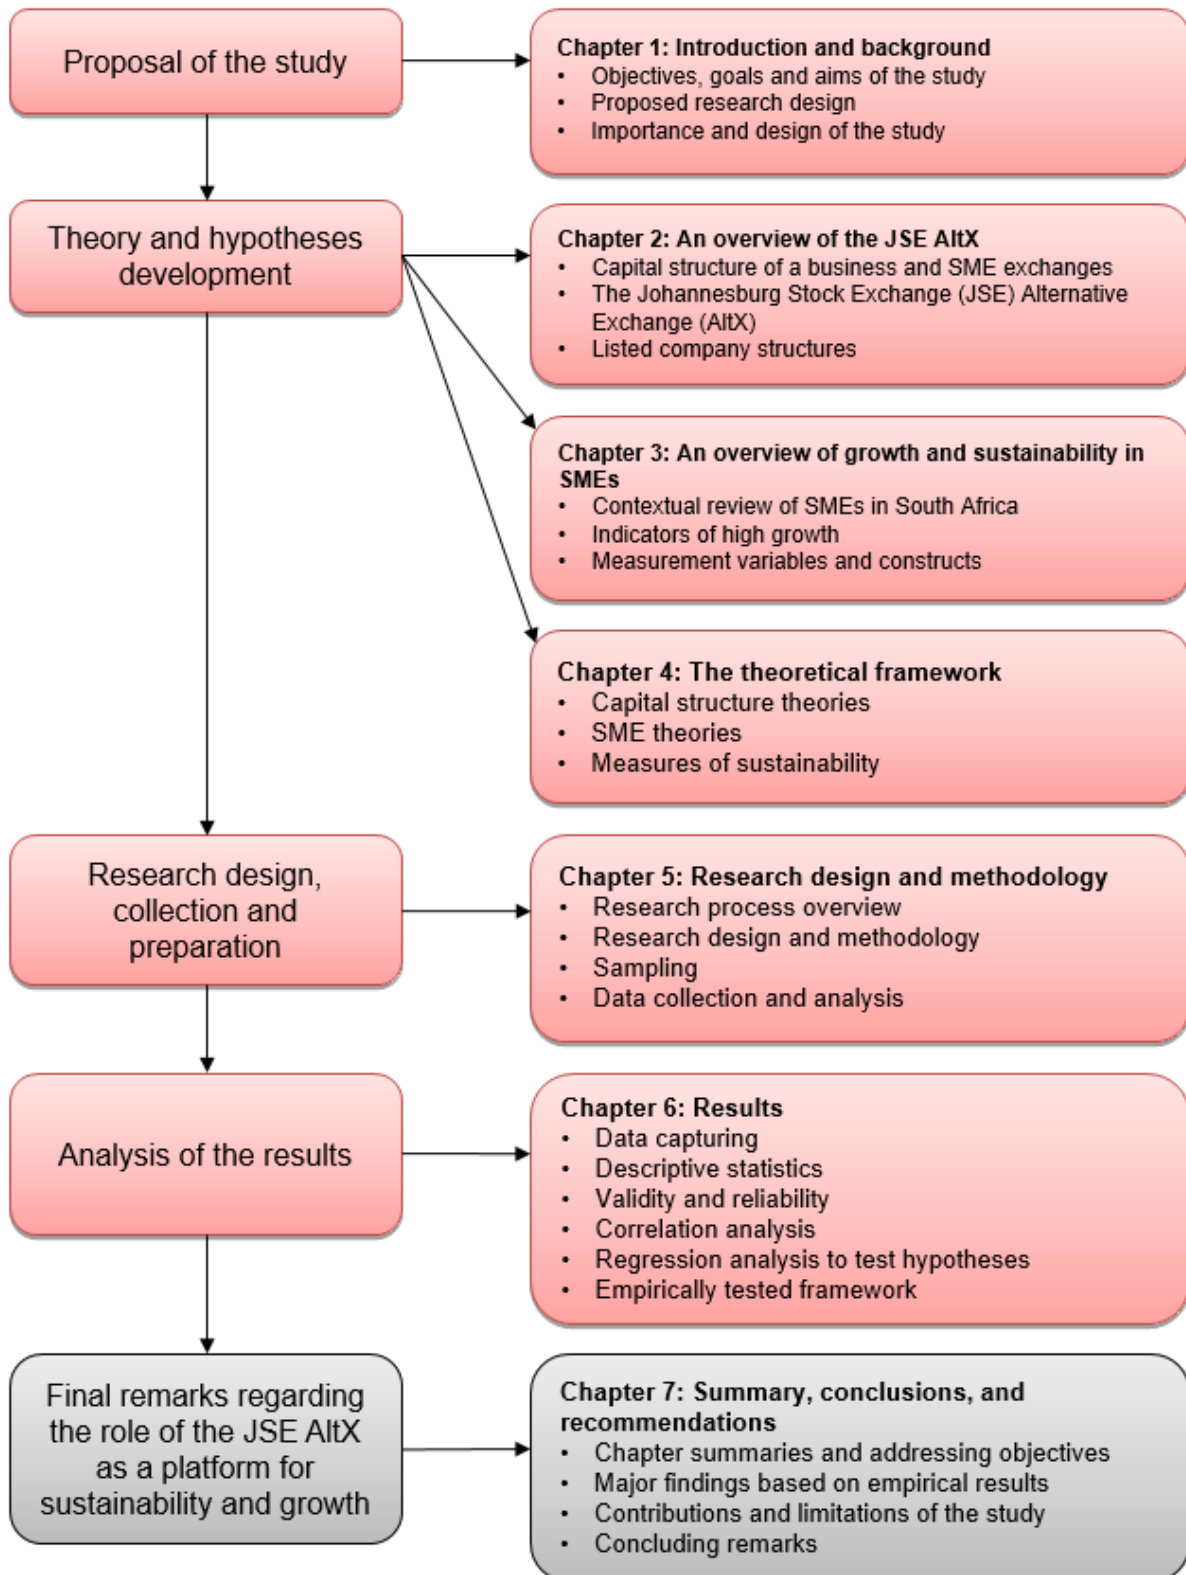 Proposal of the study
Chapter 1: Introduction and background
• Objectives, goals and aims of the study
• Proposed research design
• Importance and design of the study
Theory and hypotheses
development
Chapter 2: An overview of the JSE AltX
• Capital structure of a business and SME exchanges
• The Johannesburg Stock Exchange (JSE) Alternative
Exchange (AltX)
• Listed company structures
Chapter 3: An overview of growth and sustainability in
SMEs
• Contextual review of SMEs in South Africa
• Indicators of high growth
• Measurement variables and constructs
Chapter 4: The theoretical framework
• Capital structure theories
• SME theories
• Measures of sustainability
Research design,
collection and
preparation
Chapter 5: Research design and methodology
• Research process overview
• Research design and methodology
• Sampling
• Data collection and analysis
Analysis of the results
Chapter 6: Results
• Data capturing
• Descriptive statistics
• Validity and reliability
• Correlation analysis
• Regression analysis to test hypotheses
• Empirically tested framework
Final remarks regarding
the role of the JSE AltX
as a platform for
sustainability and growth
Chapter 7: Summary, conclusions, and
recommendations
• Chapter summaries and addressing objectives
• Major findings based on empirical results
• Contributions and limitations of the study
• Concluding remarks